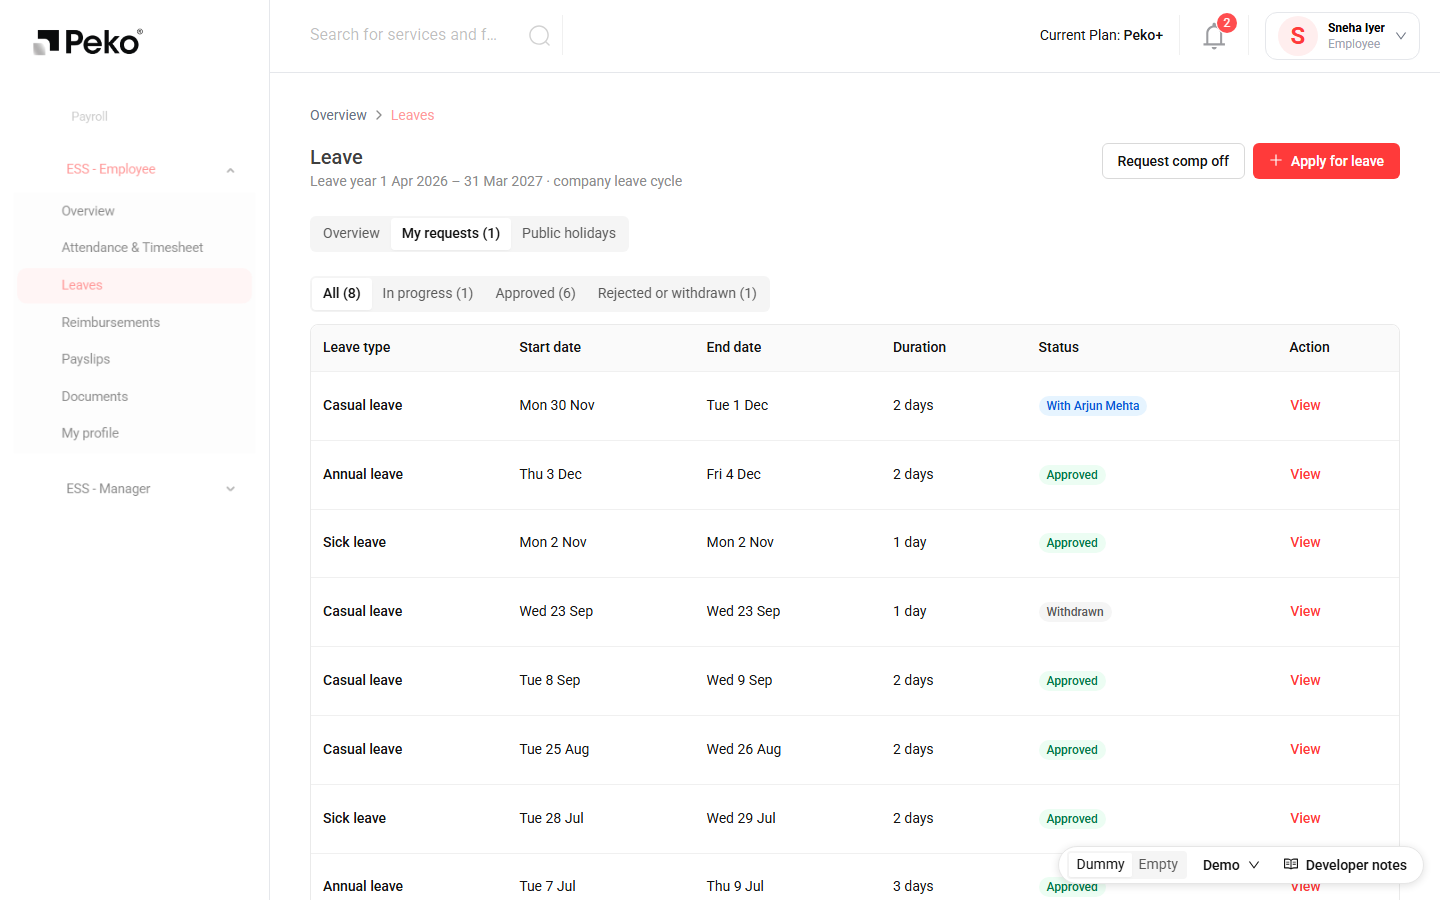 Peko®
Search for services and f...
Current Plan: Peko+
2
S
Sneha Iyer
Employee
Payroll
ESS - Employee
Overview
Attendance & Timesheet
Leaves
Reimbursements
Payslips
Documents
My profile
ESS - Manager
Overview > Leaves
Leave
Leave year 1 Apr 2026 – 31 Mar 2027 · company leave cycle
Request comp off
+ Apply for leave
Overview My requests (1) Public holidays
All (8) In progress (1) Approved (6) Rejected or withdrawn (1)
Leave type Start date End date Duration Status Action
Casual leave Mon 30 Nov Tue 1 Dec 2 days With Arjun Mehta View
Annual leave Thu 3 Dec Fri 4 Dec 2 days Approved View
Sick leave Mon 2 Nov Mon 2 Nov 1 day Approved View
Casual leave Wed 23 Sep Wed 23 Sep 1 day Withdrawn View
Casual leave Tue 8 Sep Wed 9 Sep 2 days Approved View
Casual leave Tue 25 Aug Wed 26 Aug 2 days Approved View
Sick leave Tue 28 Jul Wed 29 Jul 2 days Approved View
Annual leave Tue 7 Jul Thu 9 Jul 3 days Approved View
Dummy Empty Demo Developer notes